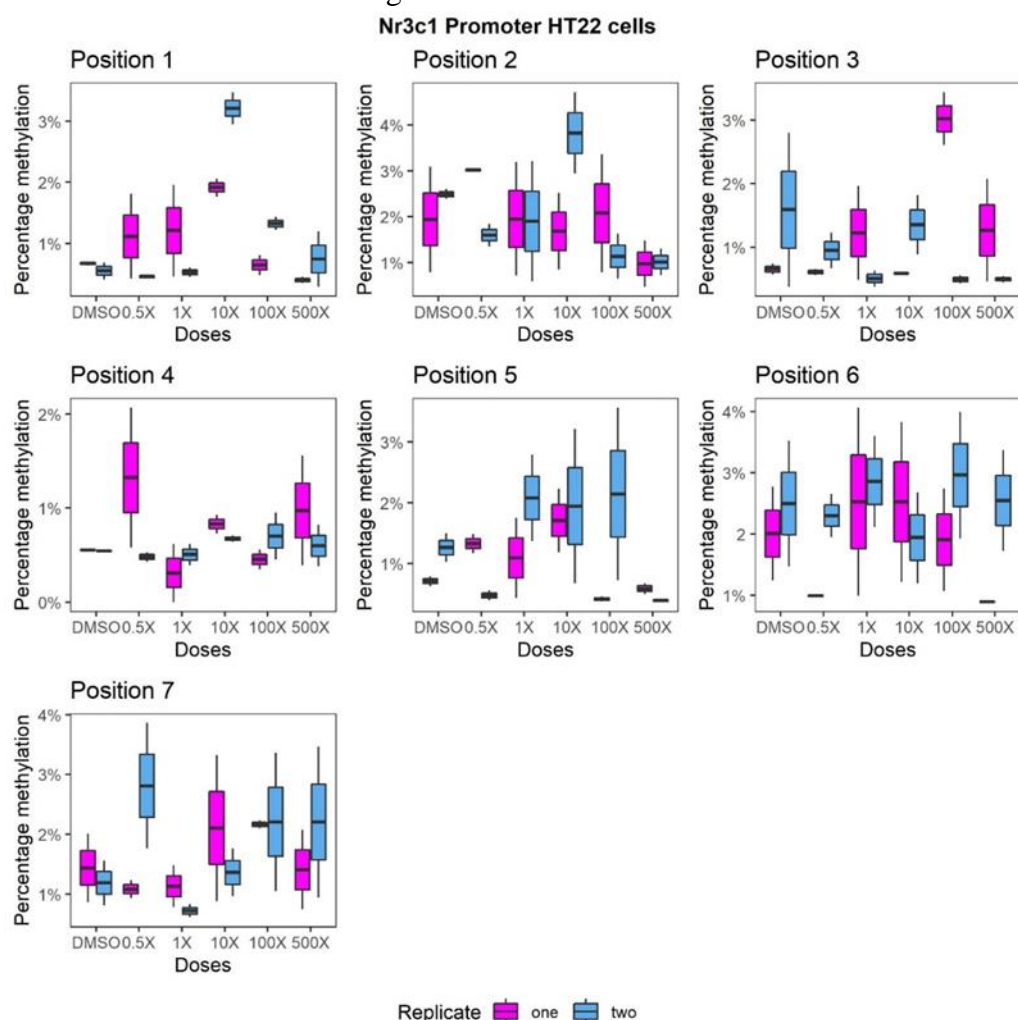 Nr3c1 Promoter HT22 cells
Position 1
Position 2
Position 3
Percentage methylation
3%
2%
1%
DMSO 0.5X 1X 10X 100X 500X
Doses
Percentage methylation
4%
3%
2%
1%
DMSO 0.5X 1X 10X 100X 500X
Doses
Percentage methylation
3%
2%
1%
DMSO 0.5X 1X 10X 100X 500X
Doses
Position 4
Position 5
Position 6
Percentage methylation
2%
1%
0%
DMSO 0.5X 1X 10X 100X 500X
Doses
Percentage methylation
3%
2%
1%
DMSO 0.5X 1X 10X 100X 500X
Doses
Percentage methylation
4%
3%
2%
1%
DMSO 0.5X 1X 10X 100X 500X
Doses
Position 7
Percentage methylation
4%
3%
2%
1%
DMSO 0.5X 1X 10X 100X 500X
Doses
Replicate one two